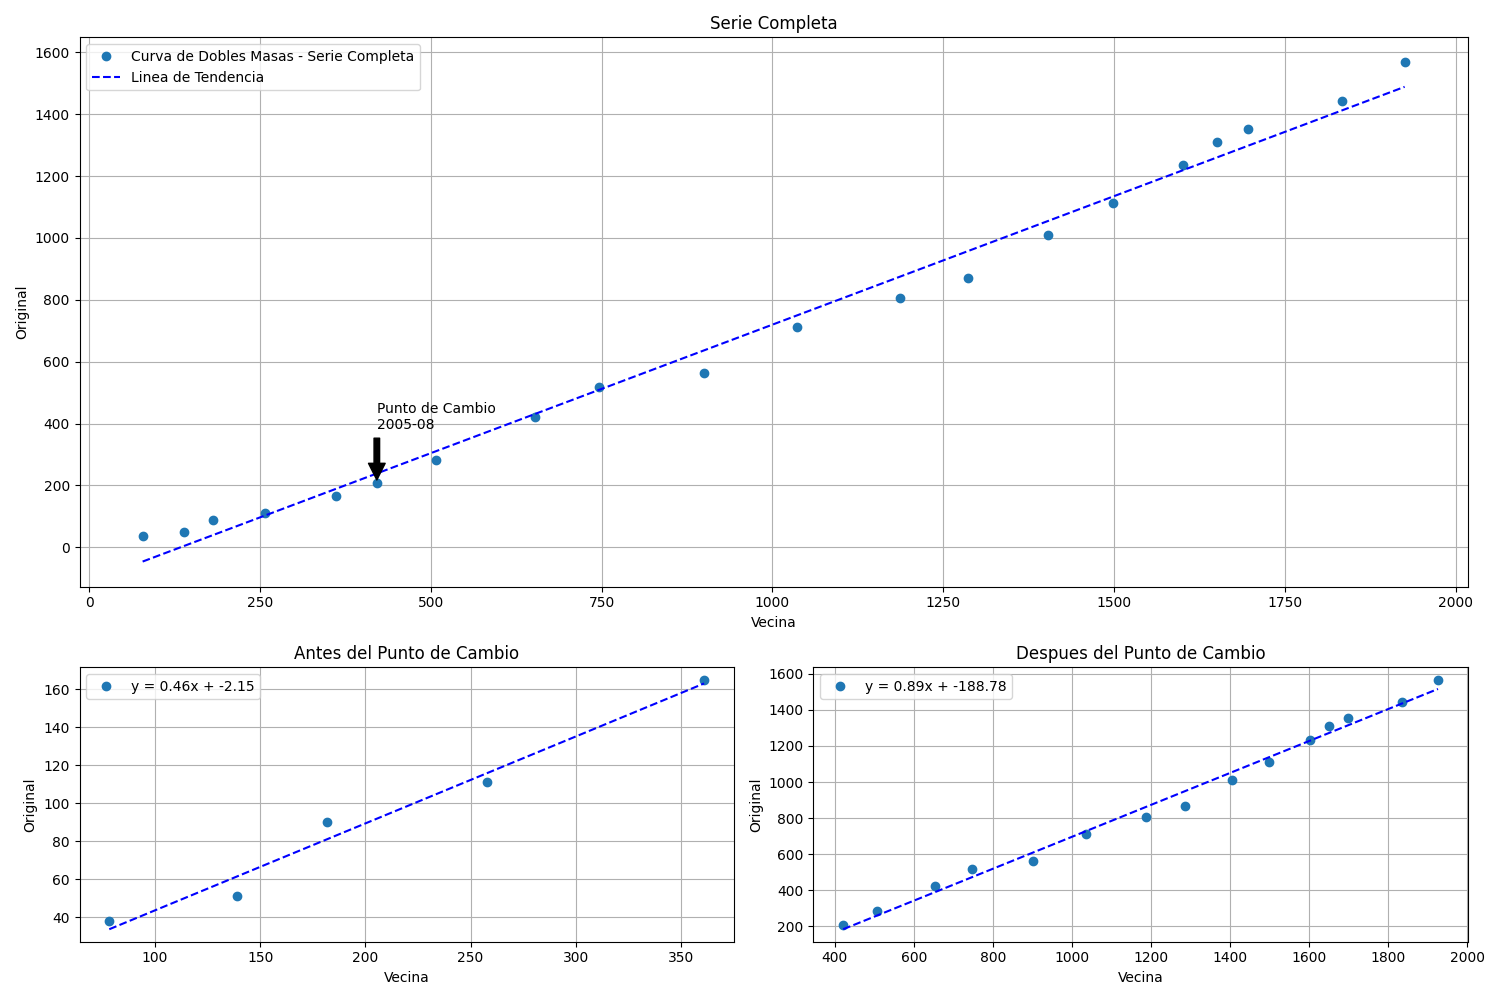 Serie Completa
Curva de Dobles Masas - Serie Completa
Linea de Tendencia
1600
1400
1200
1000
800
600
400
200
0
Original
Punto de Cambio
2005-08
0 250 500 750 1000 1250 1500 1750 2000
Vecina
Antes del Punto de Cambio
y = 0.46x + -2.15
160
140
120
100
80
60
40
Original
100 150 200 250 300 350
Vecina
Despues del Punto de Cambio
y = 0.89x + -188.78
1600
1400
1200
1000
800
600
400
200
Original
400 600 800 1000 1200 1400 1600 1800 2000
Vecina